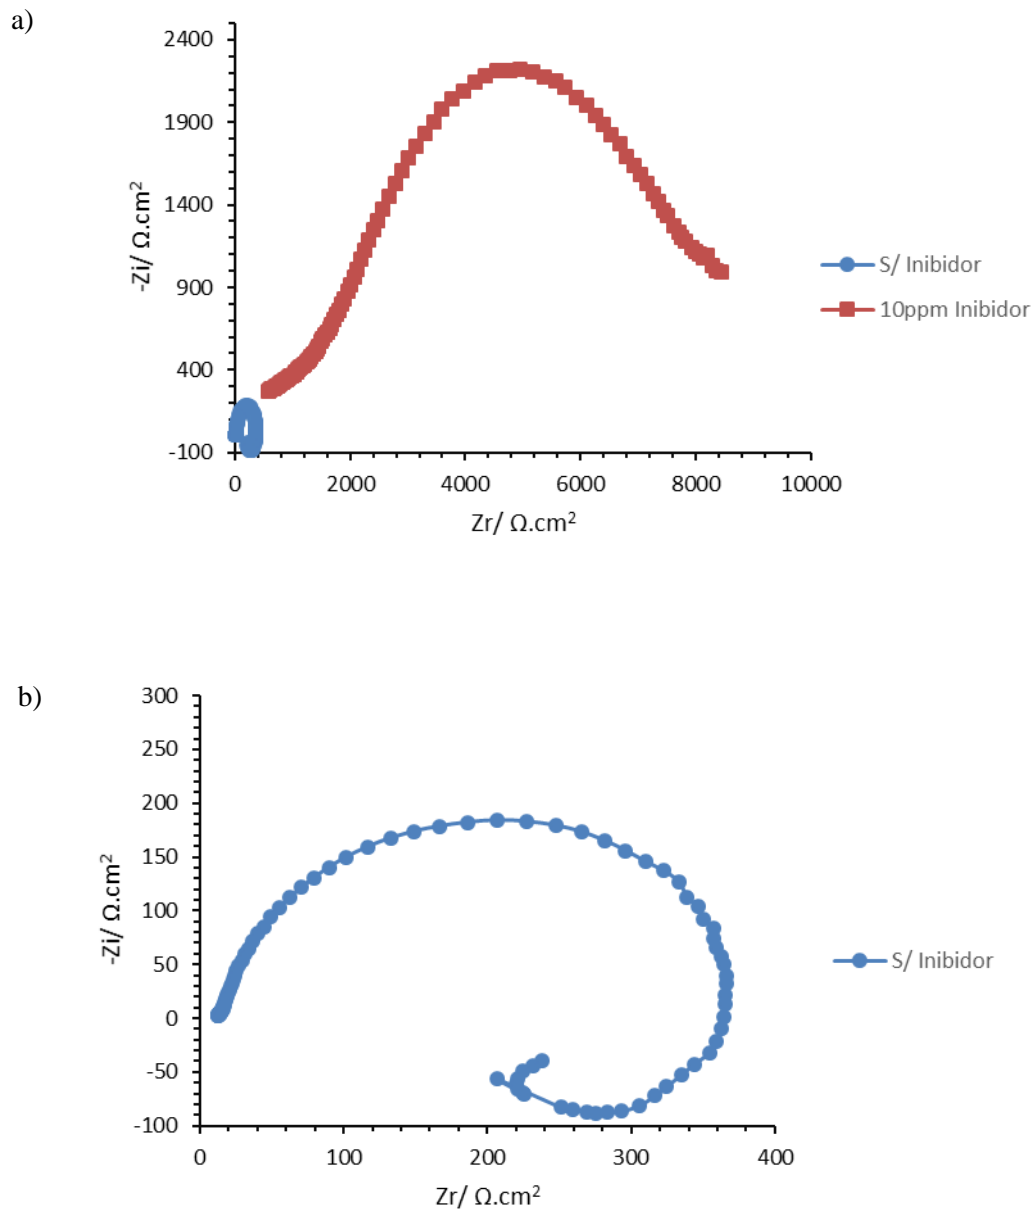 a)
2400
1900
1400
900
400
-100
-Zi/ Ω.cm²
0 2000 4000 6000 8000 10000
Zr/ Ω.cm²
S/ Inibidor
10ppm Inibidor
b)
300
250
200
150
100
50
0
-50
-100
-Zi/ Ω.cm²
0 100 200 300 400
Zr/ Ω.cm²
S/ Inibidor